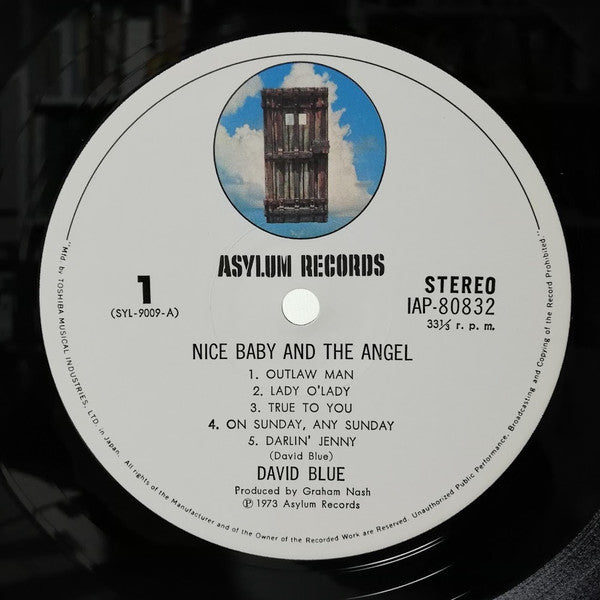 ASYLUM RECORDS
1
(SYL-9009-A)
STEREO
IAP-80832
33⅓ r. p. m.
NICE BABY AND THE ANGEL
1. OUTLAW MAN
2. LADY O'LADY
3. TRUE TO YOU
4. ON SUNDAY, ANY SUNDAY
5. DARLIN' JENNY
(David Blue)
DAVID BLUE
Produced by Graham Nash
Ⓟ 1973 Asylum Records
"Mfd. by TOSHIBA MUSICAL INDUSTRIES, LTD. in Japan. All rights of the Manufacturer and of the Owner of the Recorded Work are Reserved. Unauthorized Public Performance, Broadcasting and Copying of the Record Prohibited."